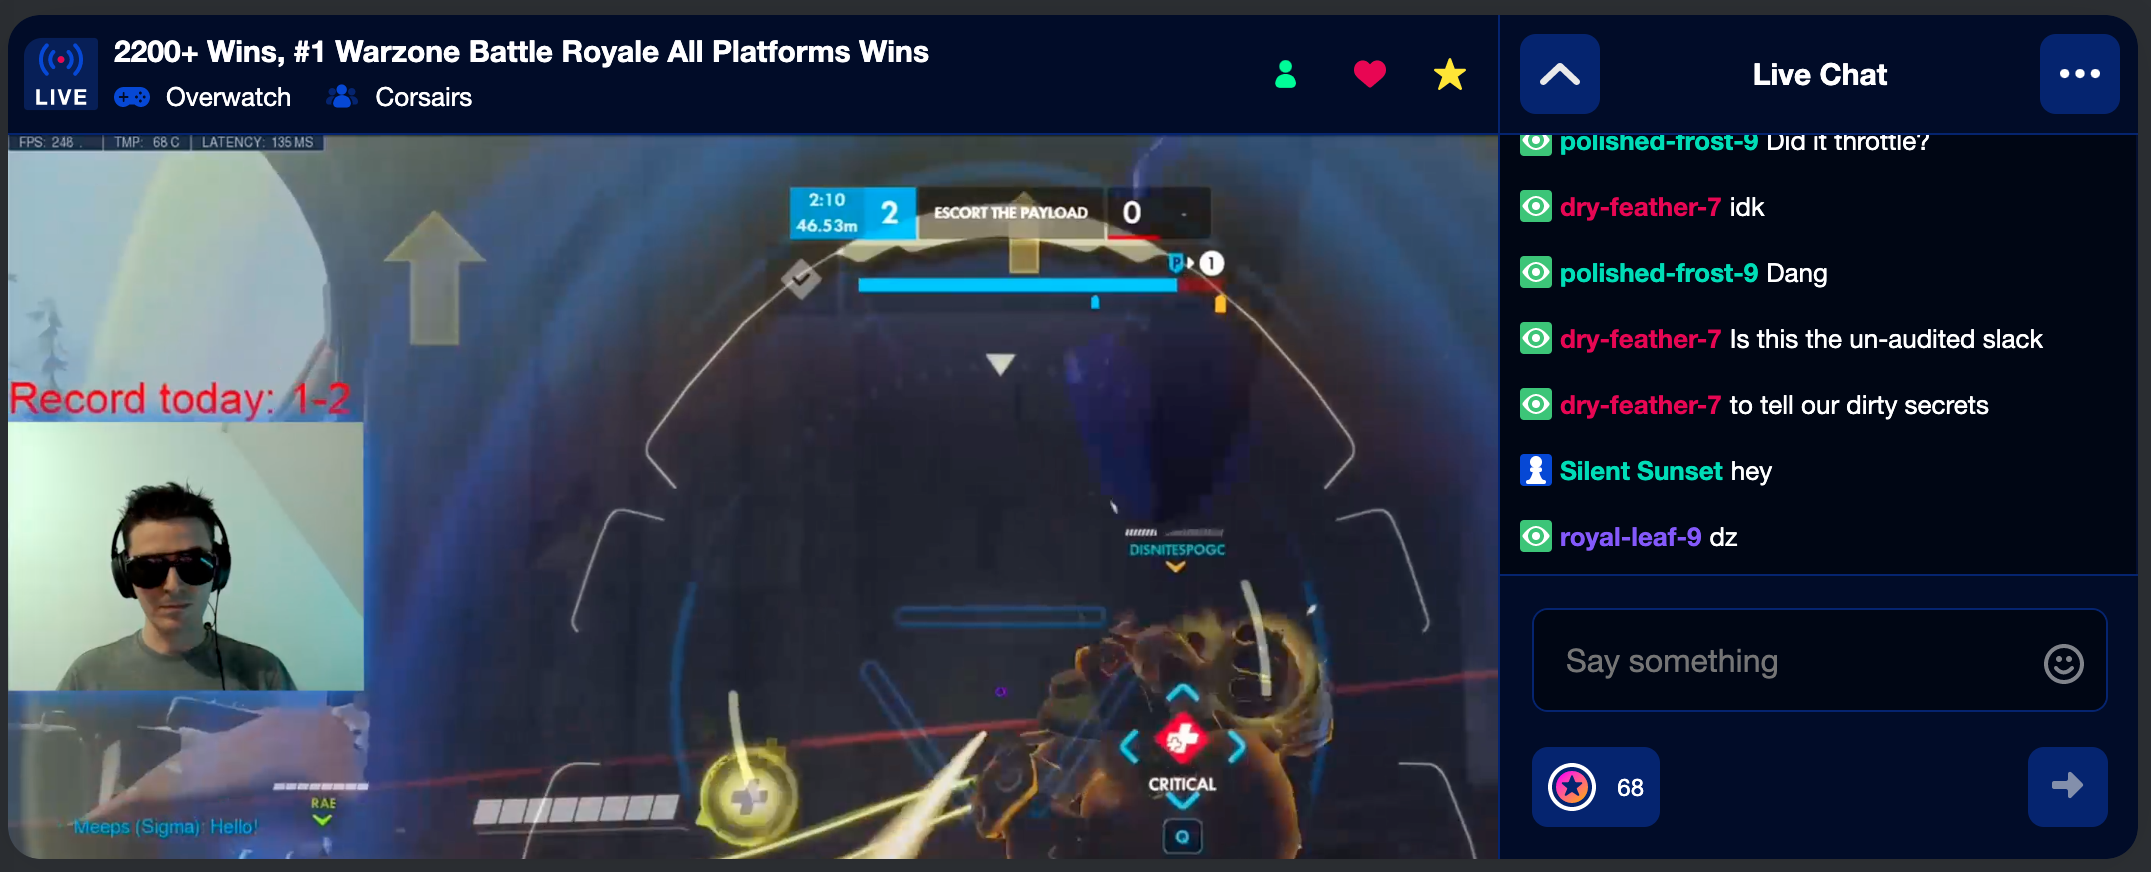 2200+ Wins, #1 Warzone Battle Royale All Platforms Wins
LIVE
Overwatch
Corsairs
FPS: 248
TMP: 68 C
LATENCY: 135 MS
2:10
46.53m
2
ESCORT THE PAYLOAD
0
-
P
1
Record today: 1-2
DISNITESPOGC
CRITICAL
Q
RAE
Meeps (Sigma): Hello!
Live Chat
polished-frost-9 Did it throttle?
dry-feather-7 idk
polished-frost-9 Dang
dry-feather-7 Is this the un-audited slack
dry-feather-7 to tell our dirty secrets
Silent Sunset hey
royal-leaf-9 dz
Say something
68